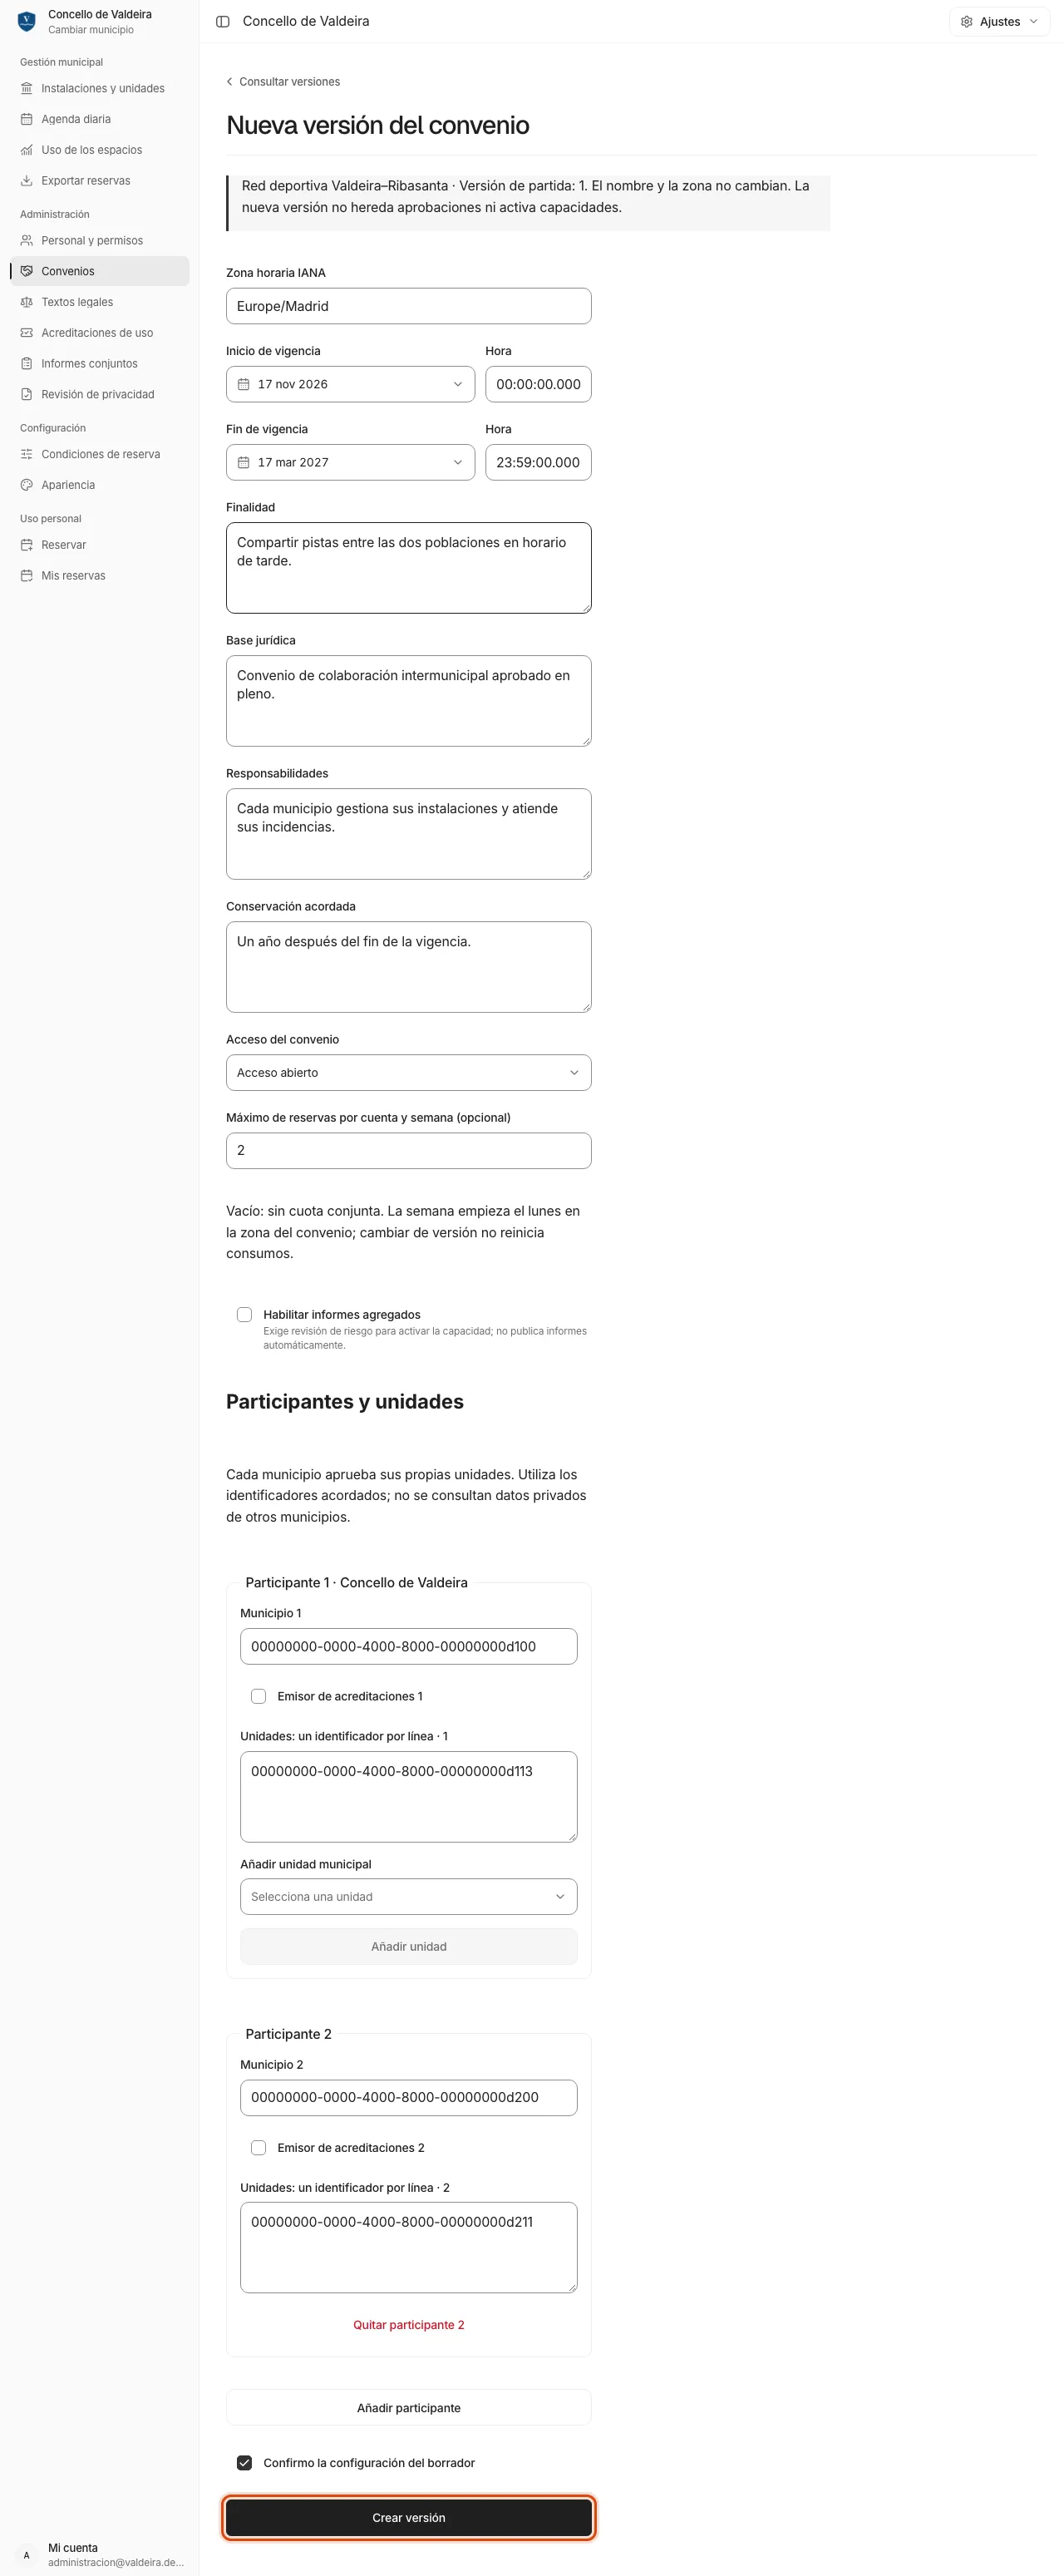 Concello de Valdeira
Cambiar municipio
Gestión municipal
Instalaciones y unidades
Agenda diaria
Uso de los espacios
Exportar reservas
Administración
Personal y permisos
Convenios
Textos legales
Acreditaciones de uso
Informes conjuntos
Revisión de privacidad
Configuración
Condiciones de reserva
Apariencia
Uso personal
Reservar
Mis reservas
A
Mi cuenta
administracion@valdeira.de...
Concello de Valdeira
Ajustes
Consultar versiones
Nueva versión del convenio
Red deportiva Valdeira–Ribasanta · Versión de partida: 1. El nombre y la zona no cambian. La
nueva versión no hereda aprobaciones ni activa capacidades.
Zona horaria IANA
Europe/Madrid
Inicio de vigencia
Hora
17 nov 2026
00:00:00.000
Fin de vigencia
Hora
17 mar 2027
23:59:00.000
Finalidad
Compartir pistas entre las dos poblaciones en horario
de tarde.
Base jurídica
Convenio de colaboración intermunicipal aprobado en
pleno.
Responsabilidades
Cada municipio gestiona sus instalaciones y atiende
sus incidencias.
Conservación acordada
Un año después del fin de la vigencia.
Acceso del convenio
Acceso abierto
Máximo de reservas por cuenta y semana (opcional)
2
Vacío: sin cuota conjunta. La semana empieza el lunes en
la zona del convenio; cambiar de versión no reinicia
consumos.
Habilitar informes agregados
Exige revisión de riesgo para activar la capacidad; no publica informes
automáticamente.
Participantes y unidades
Cada municipio aprueba sus propias unidades. Utiliza los
identificadores acordados; no se consultan datos privados
de otros municipios.
Participante 1 · Concello de Valdeira
Municipio 1
00000000-0000-4000-8000-00000000d100
Emisor de acreditaciones 1
Unidades: un identificador por línea · 1
00000000-0000-4000-8000-00000000d113
Añadir unidad municipal
Selecciona una unidad
Añadir unidad
Participante 2
Municipio 2
00000000-0000-4000-8000-00000000d200
Emisor de acreditaciones 2
Unidades: un identificador por línea · 2
00000000-0000-4000-8000-00000000d211
Quitar participante 2
Añadir participante
Confirmo la configuración del borrador
Crear versión